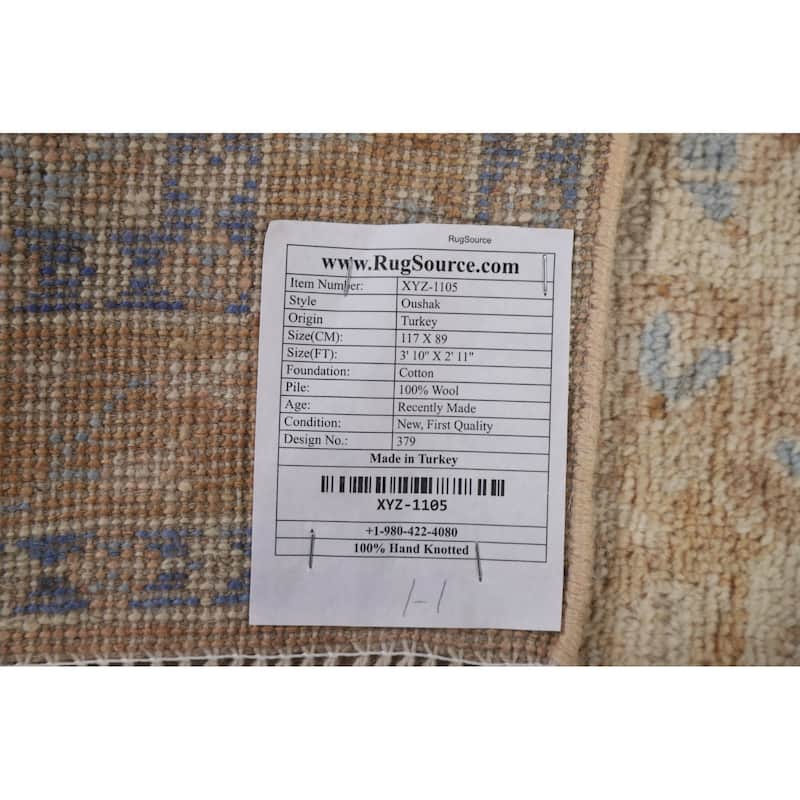 RugSource
www.RugSource.com
Item Number: XYZ-1105
Style Oushak
Origin Turkey
Size(CM): 117 X 89
Size(FT): 3' 10" X 2' 11"
Foundation: Cotton
Pile: 100% Wool
Age: Recently Made
Condition: New, First Quality
Design No.: 379
Made in Turkey
XYZ-1105
+1-980-422-4080
100% Hand Knotted
1-1